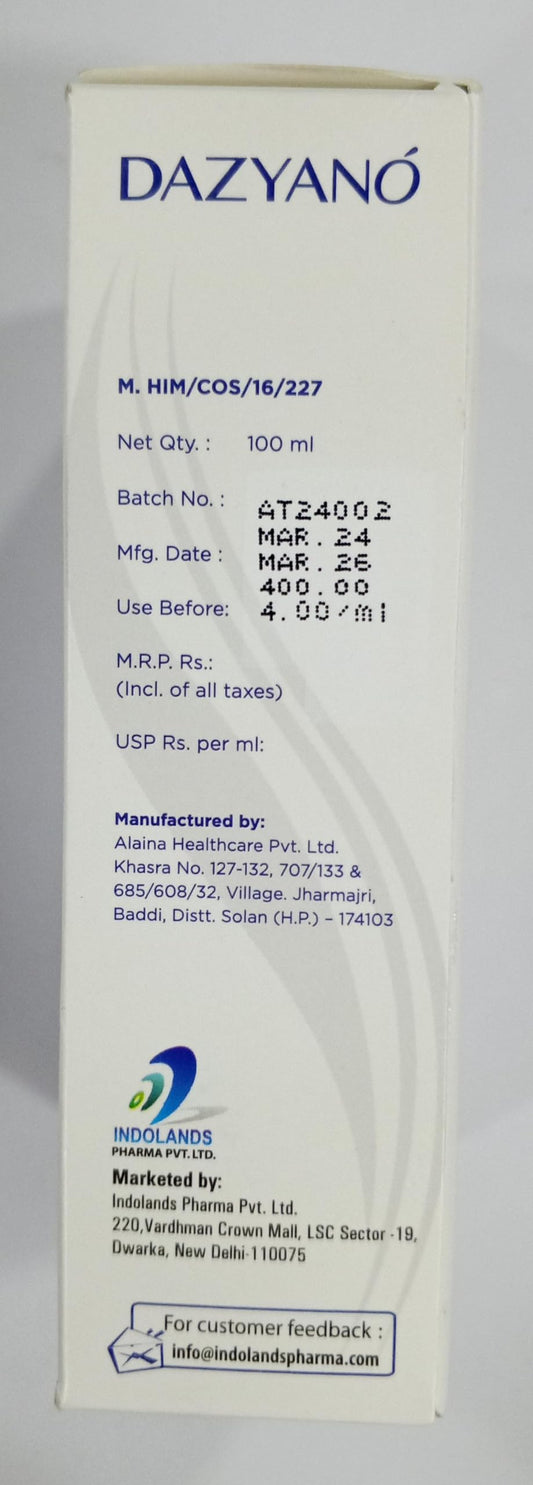 DAZYANÓ
M. HIM/COS/16/227
Net Qty. : 100 ml
Batch No. : AT24002
MAR. 24
Mfg. Date : MAR. 26
400.00
Use Before: 4.00/ml
M.R.P. Rs.:
(Incl. of all taxes)
USP Rs. per ml:
Manufactured by:
Alaina Healthcare Pvt. Ltd.
Khasra No. 127-132, 707/133 &
685/608/32, Village. Jharmajri,
Baddi, Distt. Solan (H.P.) – 174103
INDOLANDS
PHARMA PVT. LTD.
Marketed by:
Indolands Pharma Pvt. Ltd.
220,Vardhman Crown Mall, LSC Sector -19,
Dwarka, New Delhi-110075
For customer feedback :
info@indolandspharma.com